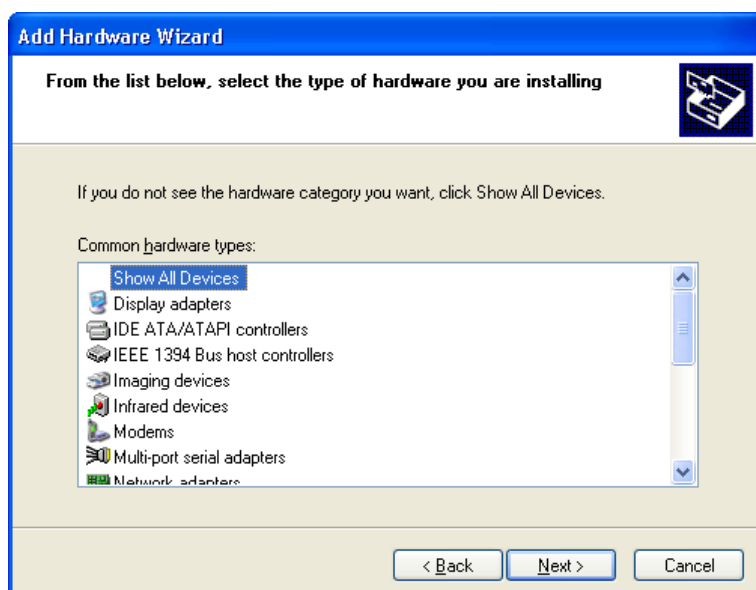 Add Hardware Wizard
From the list below, select the type of hardware you are installing
If you do not see the hardware category you want, click Show All Devices.
Common hardware types:
Show All Devices
Display adapters
IDE ATA/ATAPI controllers
IEEE 1394 Bus host controllers
Imaging devices
Infrared devices
Modems
Multi-port serial adapters
Network adapters
< Back Next > Cancel